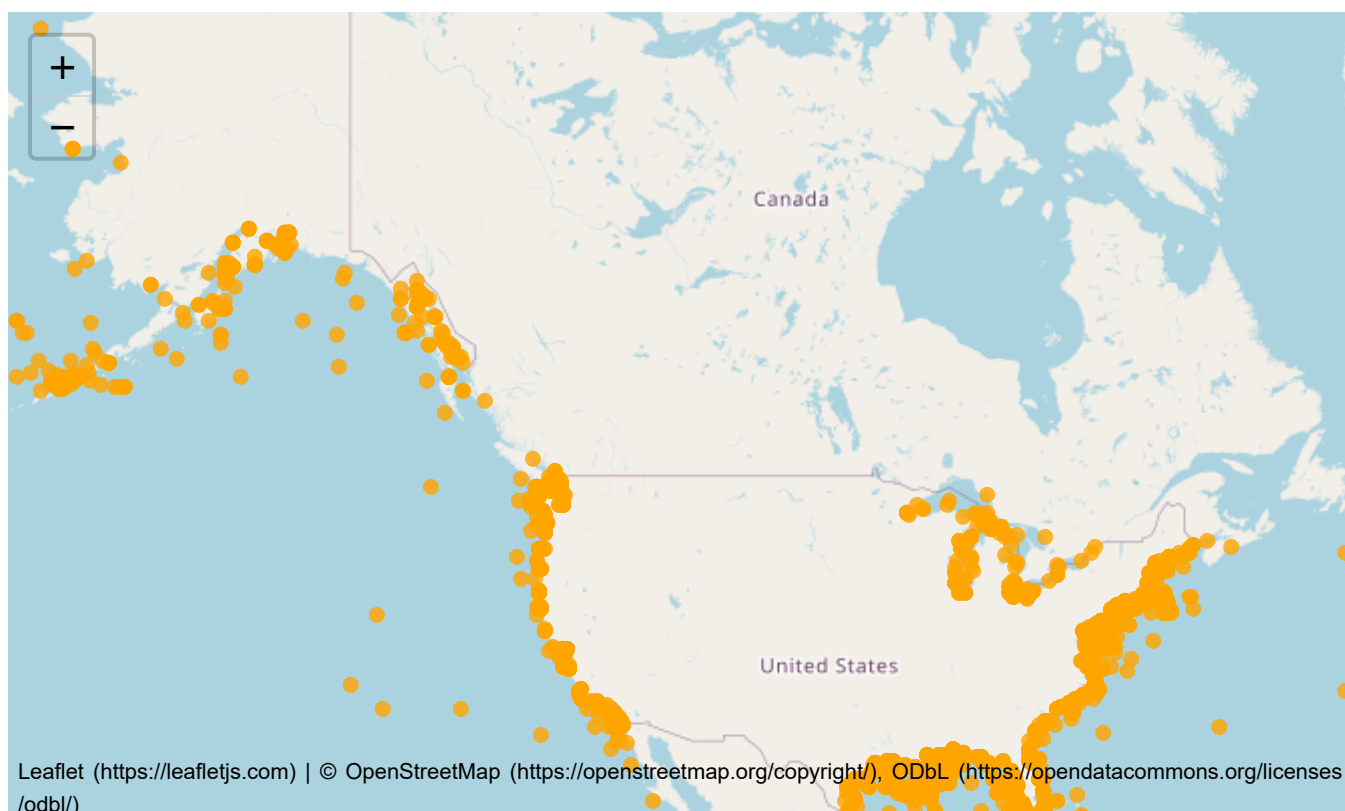 +
−
Canada
United States
Leaflet (https://leafletjs.com) | © OpenStreetMap (https://openstreetmap.org/copyright/), ODbL (https://opendatacommons.org/licenses
/odbl/)